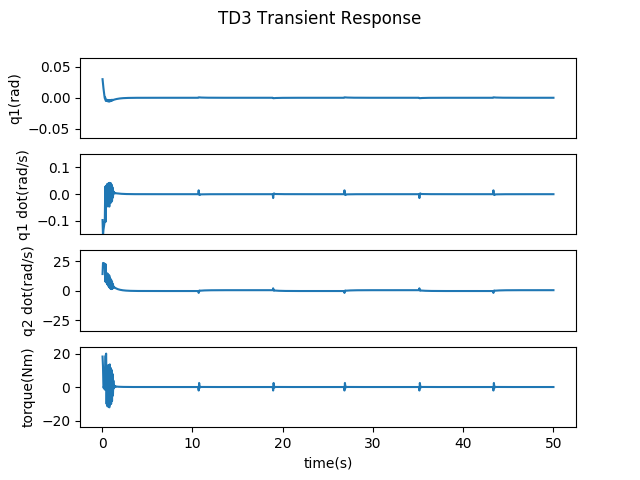 TD3 Transient Response
0.05
0.00
−0.05
q1(rad)
0.1
0.0
−0.1
q1 dot(rad/s)
25
0
−25
q2 dot(rad/s)
20
0
−20
torque(Nm)
0 10 20 30 40 50
time(s)